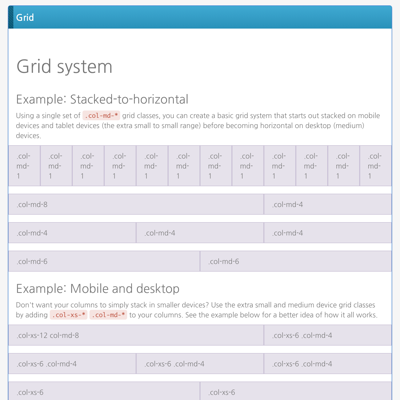 Grid
Grid system
Example: Stacked-to-horizontal
Using a single set of .col-md-* grid classes, you can create a basic grid system that starts out stacked on mobile
devices and tablet devices (the extra small to small range) before becoming horizontal on desktop (medium)
devices.
.col- .col- .col- .col- .col- .col- .col- .col- .col- .col- .col- .col-
md- md- md- md- md- md- md- md- md- md- md- md-
1 1 1 1 1 1 1 1 1 1 1 1
.col-md-8 .col-md-4
.col-md-4 .col-md-4 .col-md-4
.col-md-6 .col-md-6
Example: Mobile and desktop
Don't want your columns to simply stack in smaller devices? Use the extra small and medium device grid classes
by adding .col-xs-* .col-md-* to your columns. See the example below for a better idea of how it all works.
.col-xs-12 col-md-8 .col-xs-6 .col-md-4
.col-xs-6 .col-md-4 .col-xs-6 .col-md-4 .col-xs-6 .col-md-4
.col-xs-6 .col-xs-6